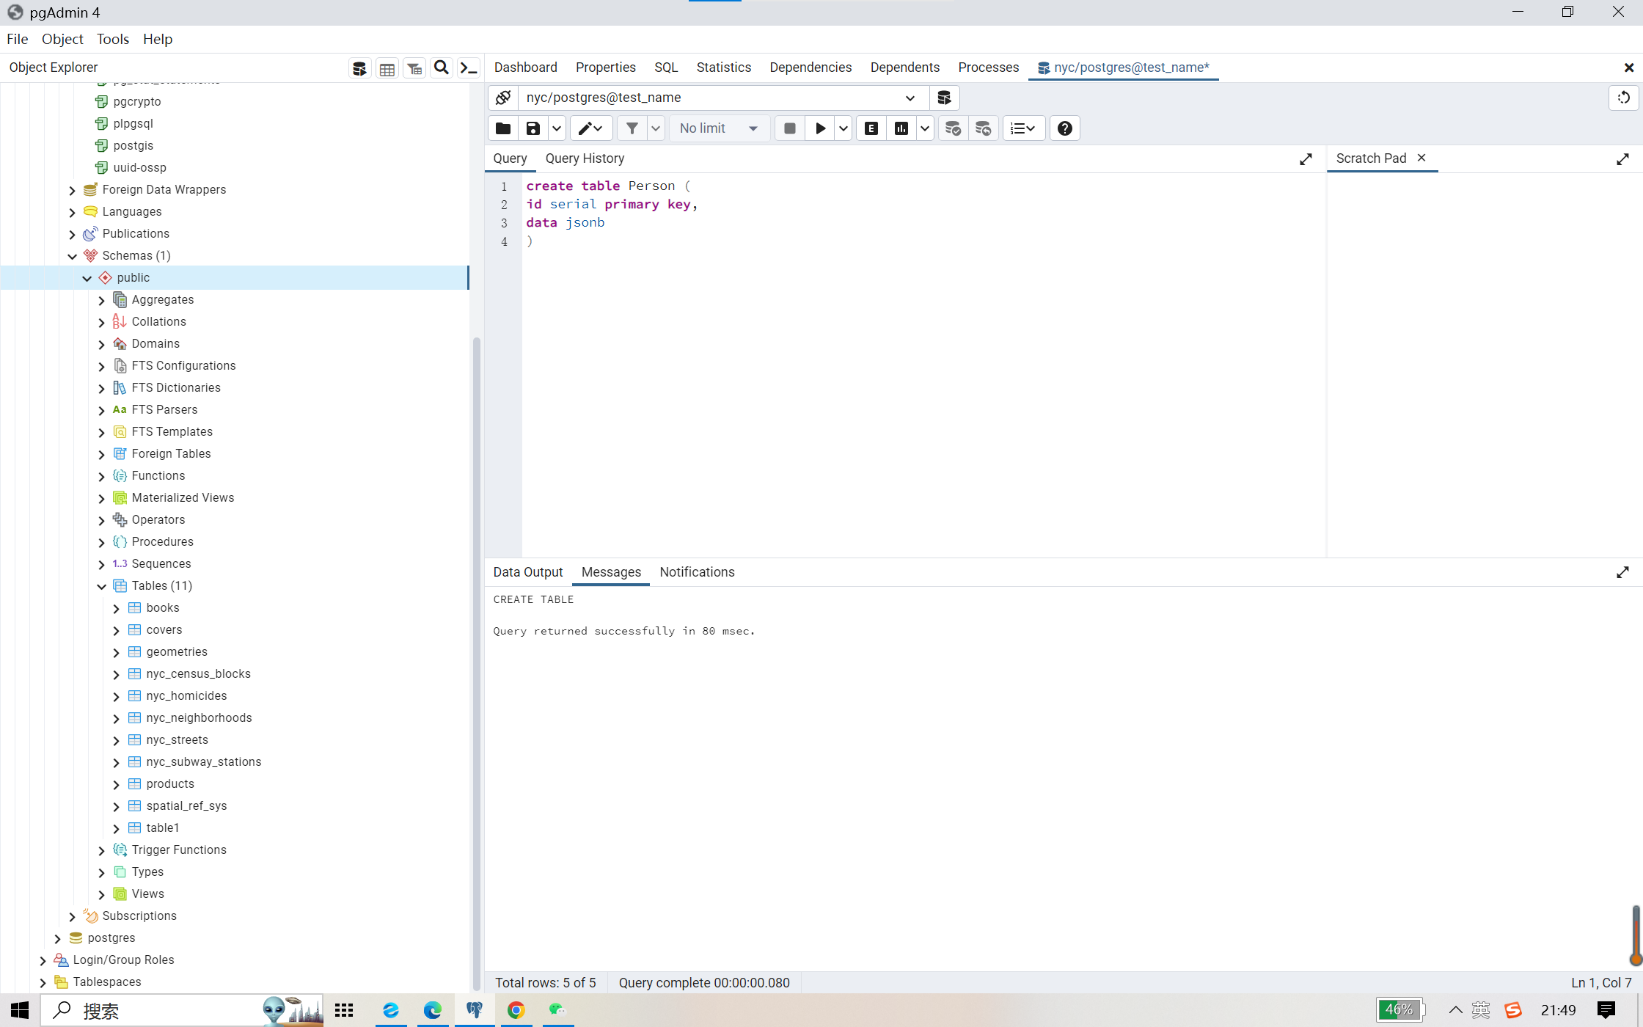 pgAdmin 4
File Object Tools Help
Object Explorer
Dashboard Properties SQL Statistics Dependencies Dependents Processes nyc/postgres@test_name*
nyc/postgres@test_name
No limit
Query Query History
Scratch Pad
1 create table Person (
2 id serial primary key,
3 data jsonb
4 )
pgcrypto
plpgsql
postgis
uuid-ossp
Foreign Data Wrappers
Languages
Publications
Schemas (1)
public
Aggregates
Collations
Domains
FTS Configurations
FTS Dictionaries
Aa FTS Parsers
FTS Templates
Foreign Tables
Functions
Materialized Views
Operators
Procedures
1..3 Sequences
Tables (11)
books
covers
geometries
nyc_census_blocks
nyc_homicides
nyc_neighborhoods
nyc_streets
nyc_subway_stations
products
spatial_ref_sys
table1
Trigger Functions
Types
Views
Subscriptions
postgres
Login/Group Roles
Tablespaces
Data Output Messages Notifications
CREATE TABLE
Query returned successfully in 80 msec.
Total rows: 5 of 5 Query complete 00:00:00.080 Ln 1, Col 7
搜索
46% 英 21:49